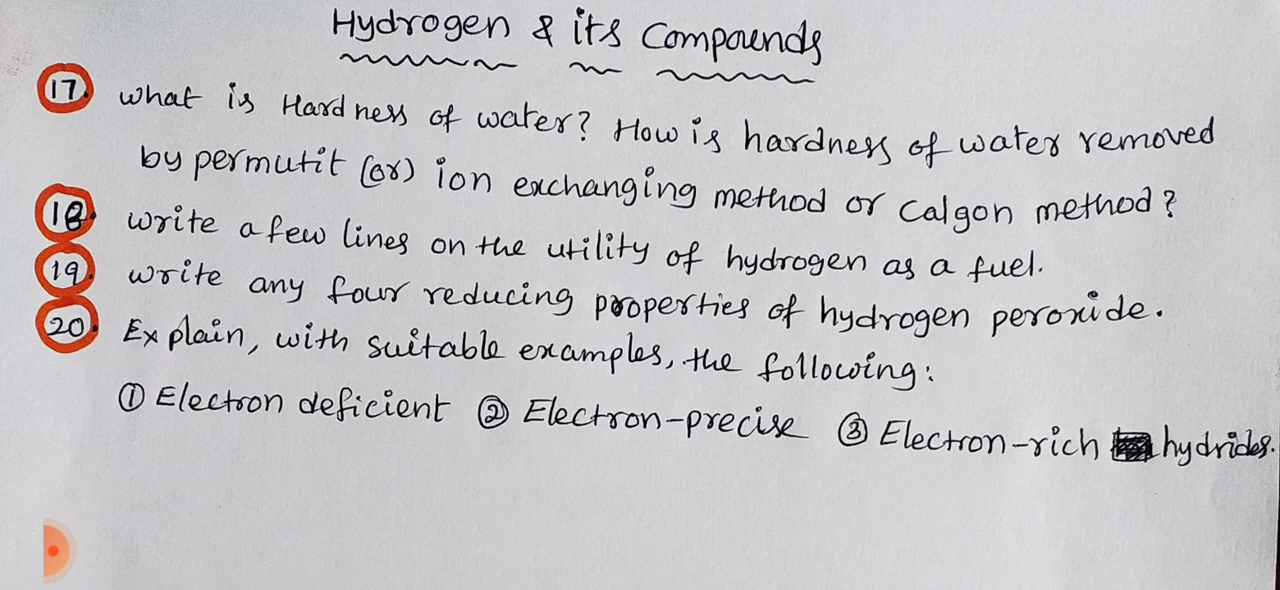 Hydrogen & its Compounds
17. what is Hardness of water? How is hardness of water removed
by permutit (or) ion exchanging method or calgon method?
18. write a few lines on the utility of hydrogen as a fuel.
19. write any four reducing properties of hydrogen peroxide.
20. Explain, with suitable examples, the following:
① Electron deficient ② Electron-precise ③ Electron-rich hydrides.